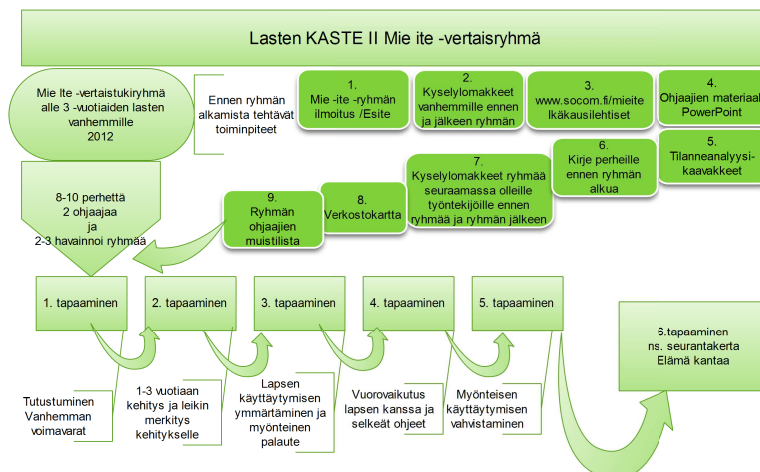 Lasten KASTE II Mie ite -vertaisryhmä
Mie Ite -vertaistukiryhmä
alle 3 -vuotiaiden lasten
vanhemmille
2012
Ennen ryhmän
alkamista tehtävät
toiminpiteet
1.
Mie -ite -ryhmän
ilmoitus /Esite
2.
Kyselylomakkeet
vanhemmille ennen
ja jälkeen ryhmän
3.
www.socom.fi/mieite
Ikäkausilehtiset
4.
Ohjaajien materiaal
PowerPoint
5.
Tilanneanalyysi-
kaavakkeet
6.
Kirje perheille
ennen ryhmän
alkua
7.
Kyselylomakkeet ryhmää
seuraamassa olleille
työntekijöille ennen
ryhmää ja ryhmän jälkeen
8.
Verkostokartta
9.
Ryhmän
ohjaajien
muistilista
8-10 perhettä
2 ohjaajaa
ja
2-3 havainnoi ryhmää
1. tapaaminen
2. tapaaminen
3. tapaaminen
4. tapaaminen
5. tapaaminen
6.tapaaminen
ns. seurantakerta
Elämä kantaa
Tutustuminen
Vanhemman
voimavarat
1-3 vuotiaan
kehitys ja leikin
merkitys
kehitykselle
Lapsen
käyttäytymisen
ymmärtäminen ja
myönteinen
palaute
Vuorovaikutus
lapsen kanssa ja
selkeät ohjeet
Myönteisen
käyttäytymisen
vahvistaminen